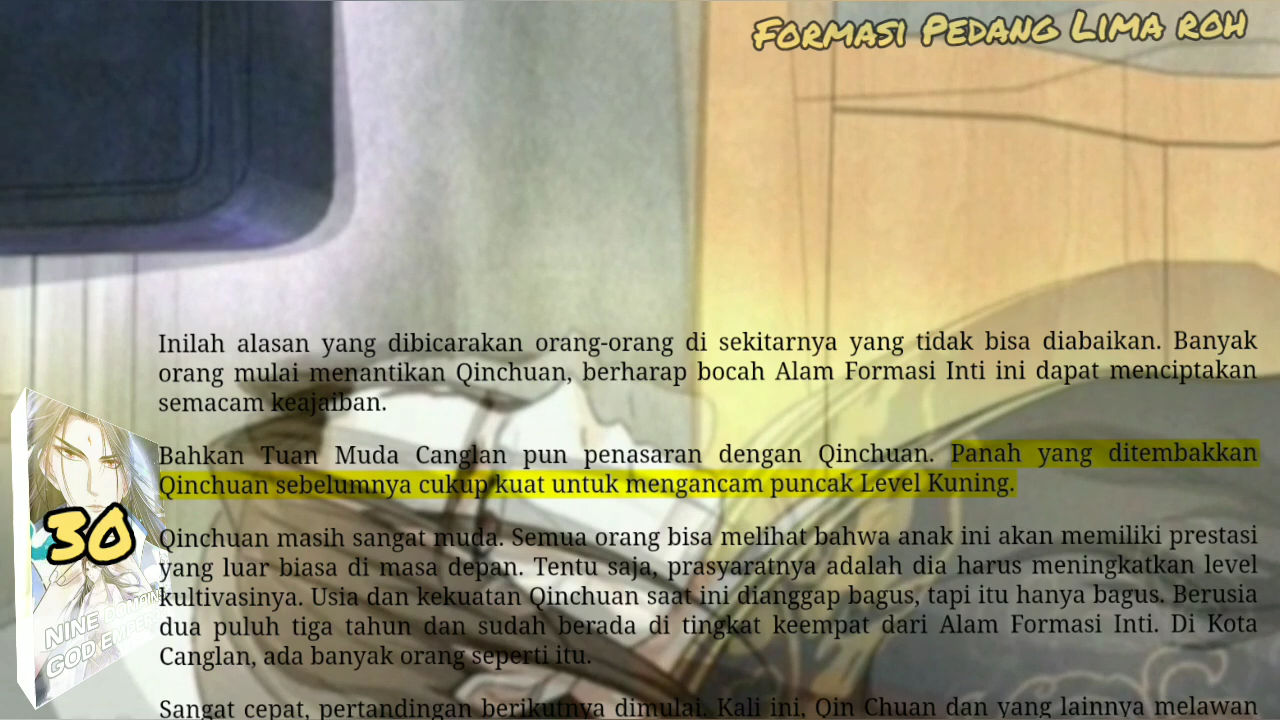 Formasi Pedang Lima roh
Inilah alasan yang dibicarakan orang-orang di sekitarnya yang tidak bisa diabaikan. Banyak
orang mulai menantikan Qinchuan, berharap bocah Alam Formasi Inti ini dapat menciptakan
semacam keajaiban.
Bahkan Tuan Muda Canglan pun penasaran dengan Qinchuan. Panah yang ditembakkan
Qinchuan sebelumnya cukup kuat untuk mengancam puncak Level Kuning.
Qinchuan masih sangat muda. Semua orang bisa melihat bahwa anak ini akan memiliki prestasi
yang luar biasa di masa depan. Tentu saja, prasyaratnya adalah dia harus meningkatkan level
kultivasinya. Usia dan kekuatan Qinchuan saat ini dianggap bagus, tapi itu hanya bagus. Berusia
dua puluh tiga tahun dan sudah berada di tingkat keempat dari Alam Formasi Inti. Di Kota
Canglan, ada banyak orang seperti itu.
Sangat cepat, pertandingan berikutnya dimulai. Kali ini, Qin Chuan dan yang lainnya melawan
30
NINE
GOD